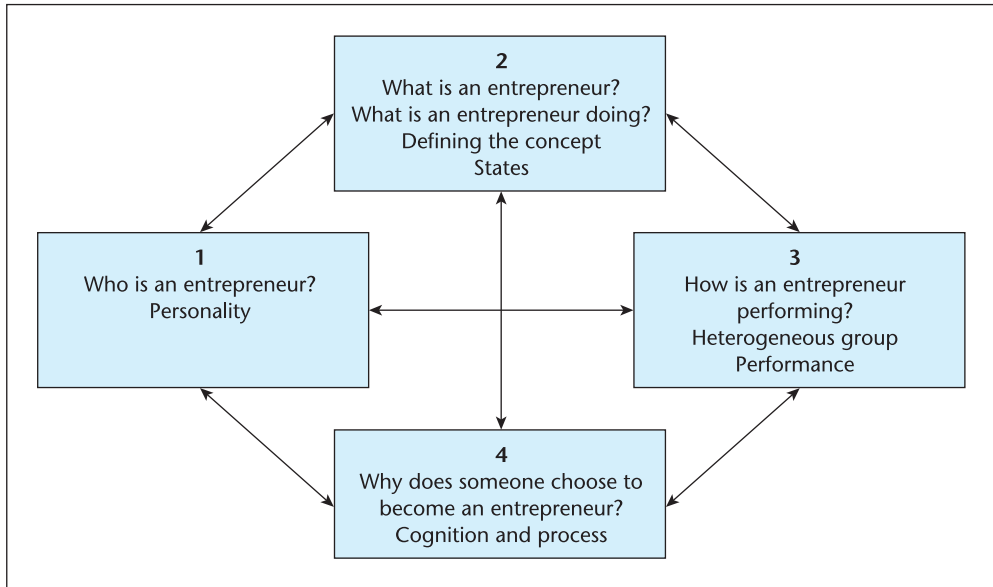 2
What is an entrepreneur?
What is an entrepreneur doing?
Defining the concept
States
1
Who is an entrepreneur?
Personality
3
How is an entrepreneur
performing?
Heterogeneous group
Performance
4
Why does someone choose to
become an entrepreneur?
Cognition and process